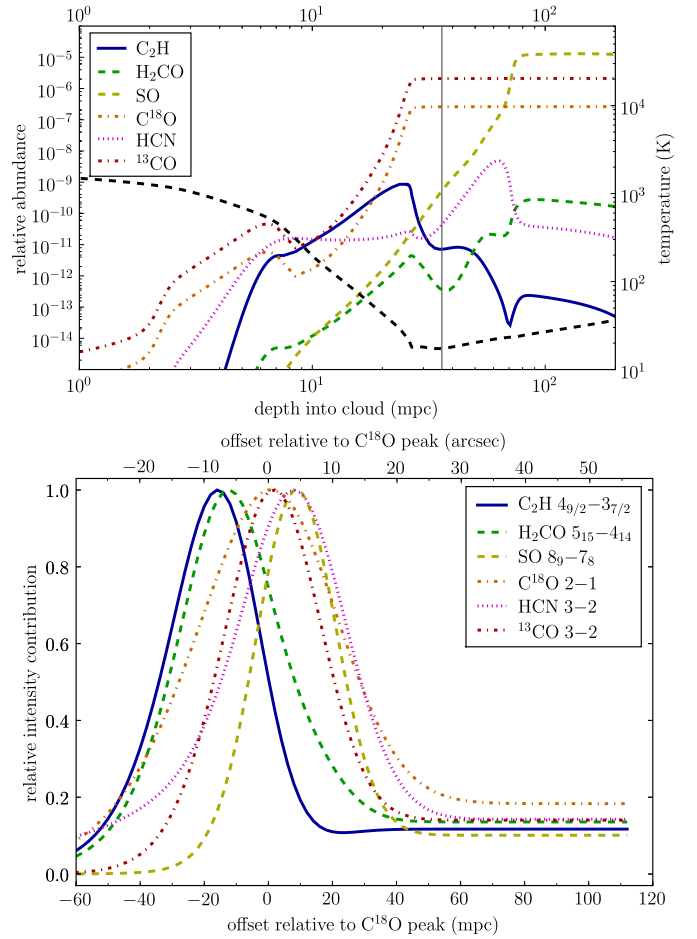 10⁰ 10¹ 10²
10⁻⁵
10⁻⁶
10⁻⁷
10⁻⁸
10⁻⁹
10⁻¹⁰
10⁻¹¹
10⁻¹²
10⁻¹³
10⁻¹⁴
relative abundance
C₂H
H₂CO
SO
C¹⁸O
HCN
¹³CO
10⁴
10³
10²
10¹
temperature (K)
10⁰ 10¹ 10²
depth into cloud (mpc)
offset relative to C¹⁸O peak (arcsec)
−20 −10 0 10 20 30 40 50
1.0
0.8
0.6
0.4
0.2
0.0
relative intensity contribution
C₂H 4₉/₂−3₇/₂
H₂CO 5₁₅−4₁₄
SO 8₉−7₈
C¹⁸O 2−1
HCN 3−2
¹³CO 3−2
−60 −40 −20 0 20 40 60 80 100 120
offset relative to C¹⁸O peak (mpc)